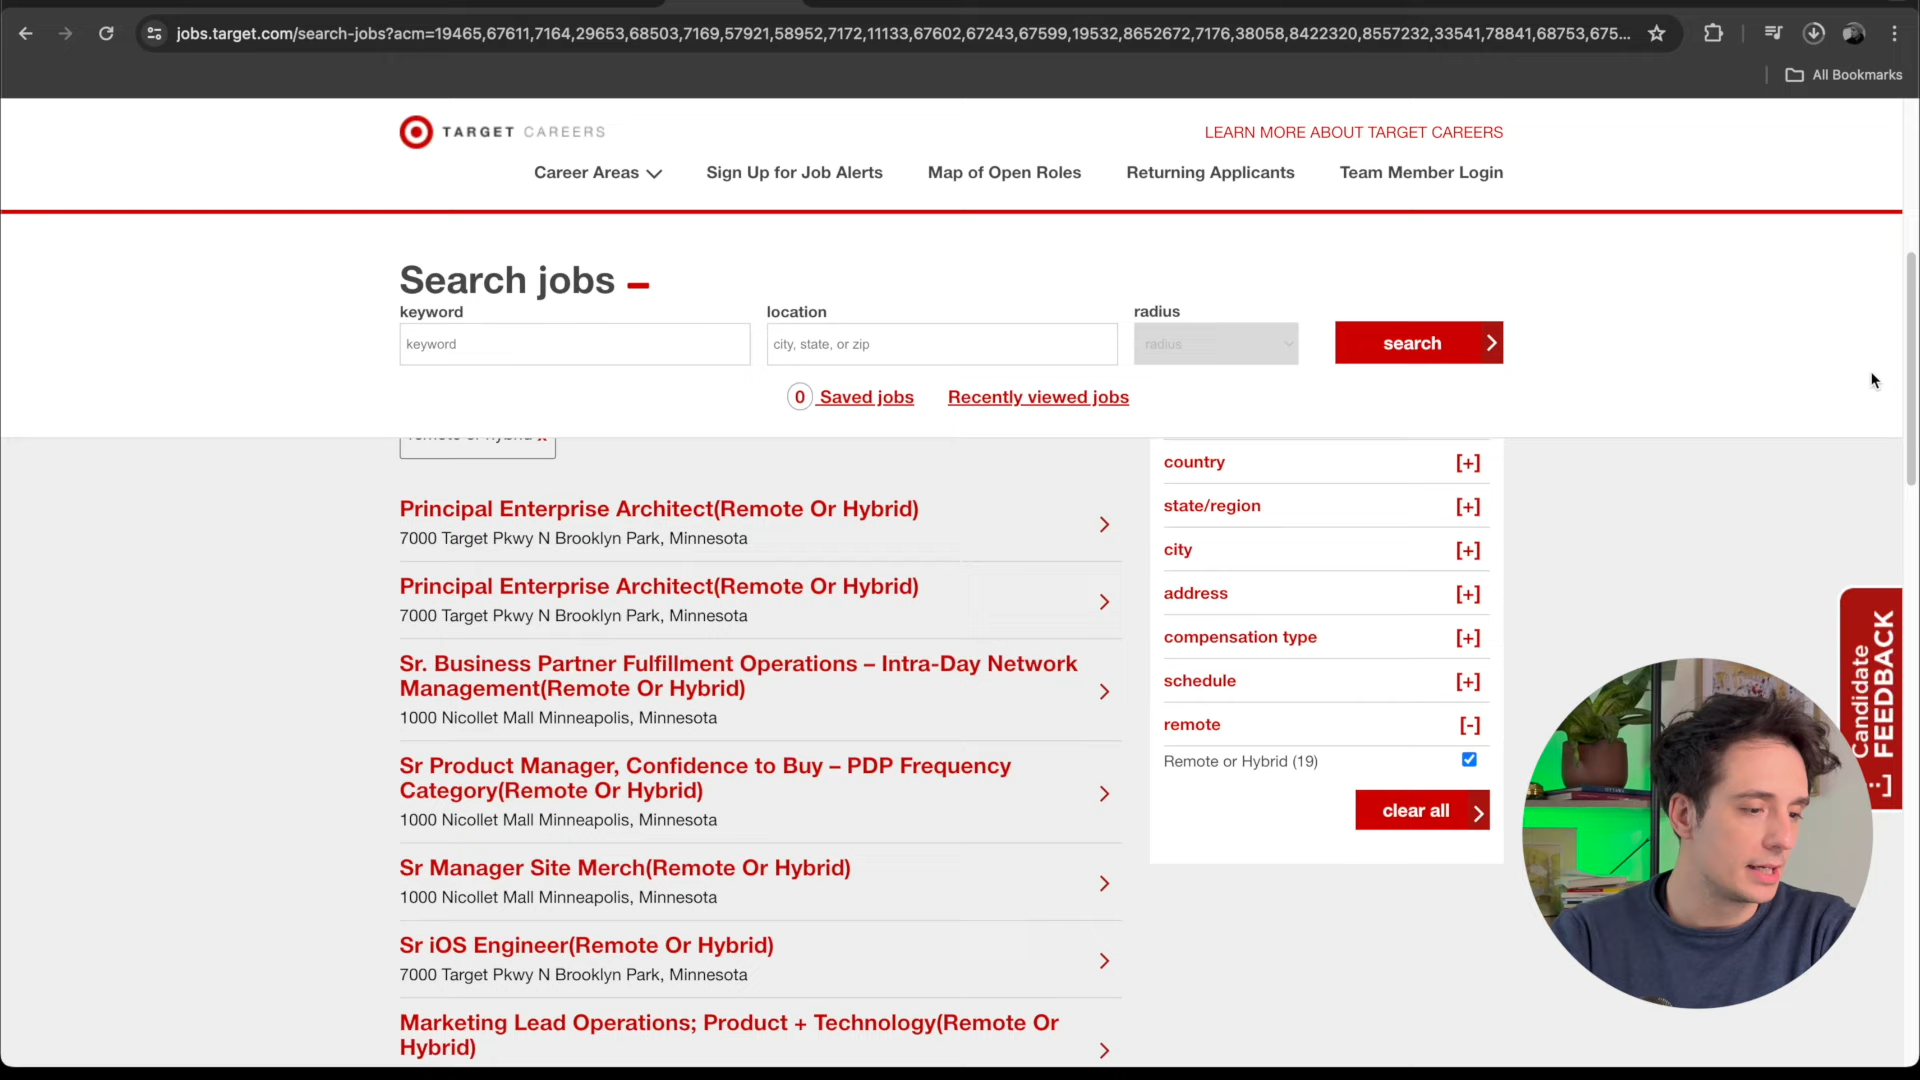 jobs.target.com/search-jobs?acm=19465,67611,7164,29653,68503,7169,57921,58952,7172,11133,67602,67243,67599,19532,8652672,7176,38058,8422320,8557232,33541,78841,68753,675...
All Bookmarks
TARGET CAREERS
LEARN MORE ABOUT TARGET CAREERS
Career Areas
Sign Up for Job Alerts
Map of Open Roles
Returning Applicants
Team Member Login
Search jobs
keyword
location
radius
keyword
city, state, or zip
radius
search
0 Saved jobs
Recently viewed jobs
remote or hybrid x
Principal Enterprise Architect(Remote Or Hybrid)
7000 Target Pkwy N Brooklyn Park, Minnesota
Principal Enterprise Architect(Remote Or Hybrid)
7000 Target Pkwy N Brooklyn Park, Minnesota
Sr. Business Partner Fulfillment Operations – Intra-Day Network
Management(Remote Or Hybrid)
1000 Nicollet Mall Minneapolis, Minnesota
Sr Product Manager, Confidence to Buy – PDP Frequency
Category(Remote Or Hybrid)
1000 Nicollet Mall Minneapolis, Minnesota
Sr Manager Site Merch(Remote Or Hybrid)
1000 Nicollet Mall Minneapolis, Minnesota
Sr iOS Engineer(Remote Or Hybrid)
7000 Target Pkwy N Brooklyn Park, Minnesota
Marketing Lead Operations; Product + Technology(Remote Or
Hybrid)
country [+]
state/region [+]
city [+]
address [+]
compensation type [+]
schedule [+]
remote [-]
Remote or Hybrid (19)
clear all
Candidate
FEEDBACK